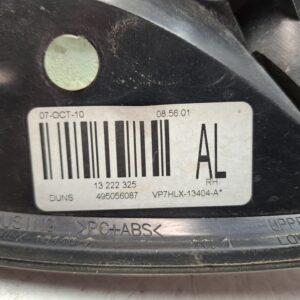 07-OCT-10 08.56.01
AL
13 222 325 RH
DUNS 495056087 VP7HLX-13404-A*
>PC+ABS<